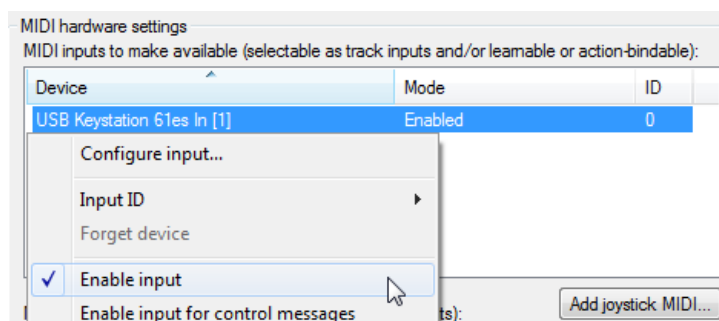 MIDI hardware settings
MIDI inputs to make available (selectable as track inputs and/or learnable or action-bindable):
Device Mode ID
USB Keystation 61es In [1] Enabled 0
Configure input...
Input ID
Forget device
Enable input
Enable input for control messages ts):
Add joystick MIDI...